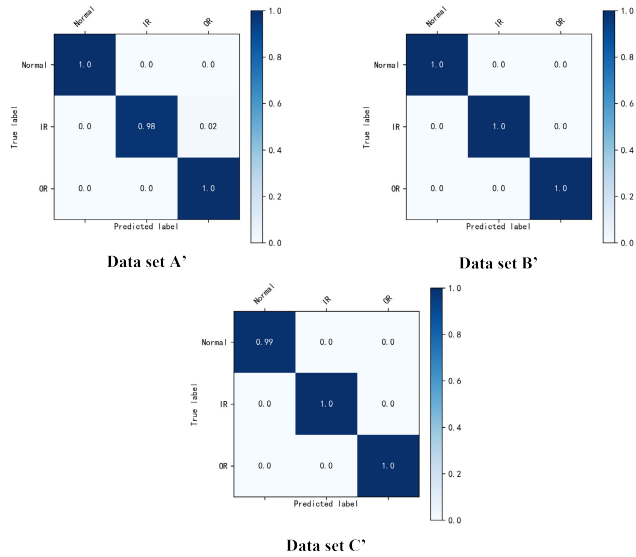 Normal IR OR
Normal 1.0 0.0 0.0
IR 0.0 0.98 0.02
OR 0.0 0.0 1.0
True label
Predicted label
1.0
0.8
0.6
0.4
0.2
0.0
Data set A’
Normal IR OR
Normal 1.0 0.0 0.0
IR 0.0 1.0 0.0
OR 0.0 0.0 1.0
True label
Predicted label
1.0
0.8
0.6
0.4
0.2
0.0
Data set B’
Normal IR OR
Normal 0.99 0.0 0.0
IR 0.0 1.0 0.0
OR 0.0 0.0 1.0
True label
Predicted label
1.0
0.8
0.6
0.4
0.2
0.0
Data set C’